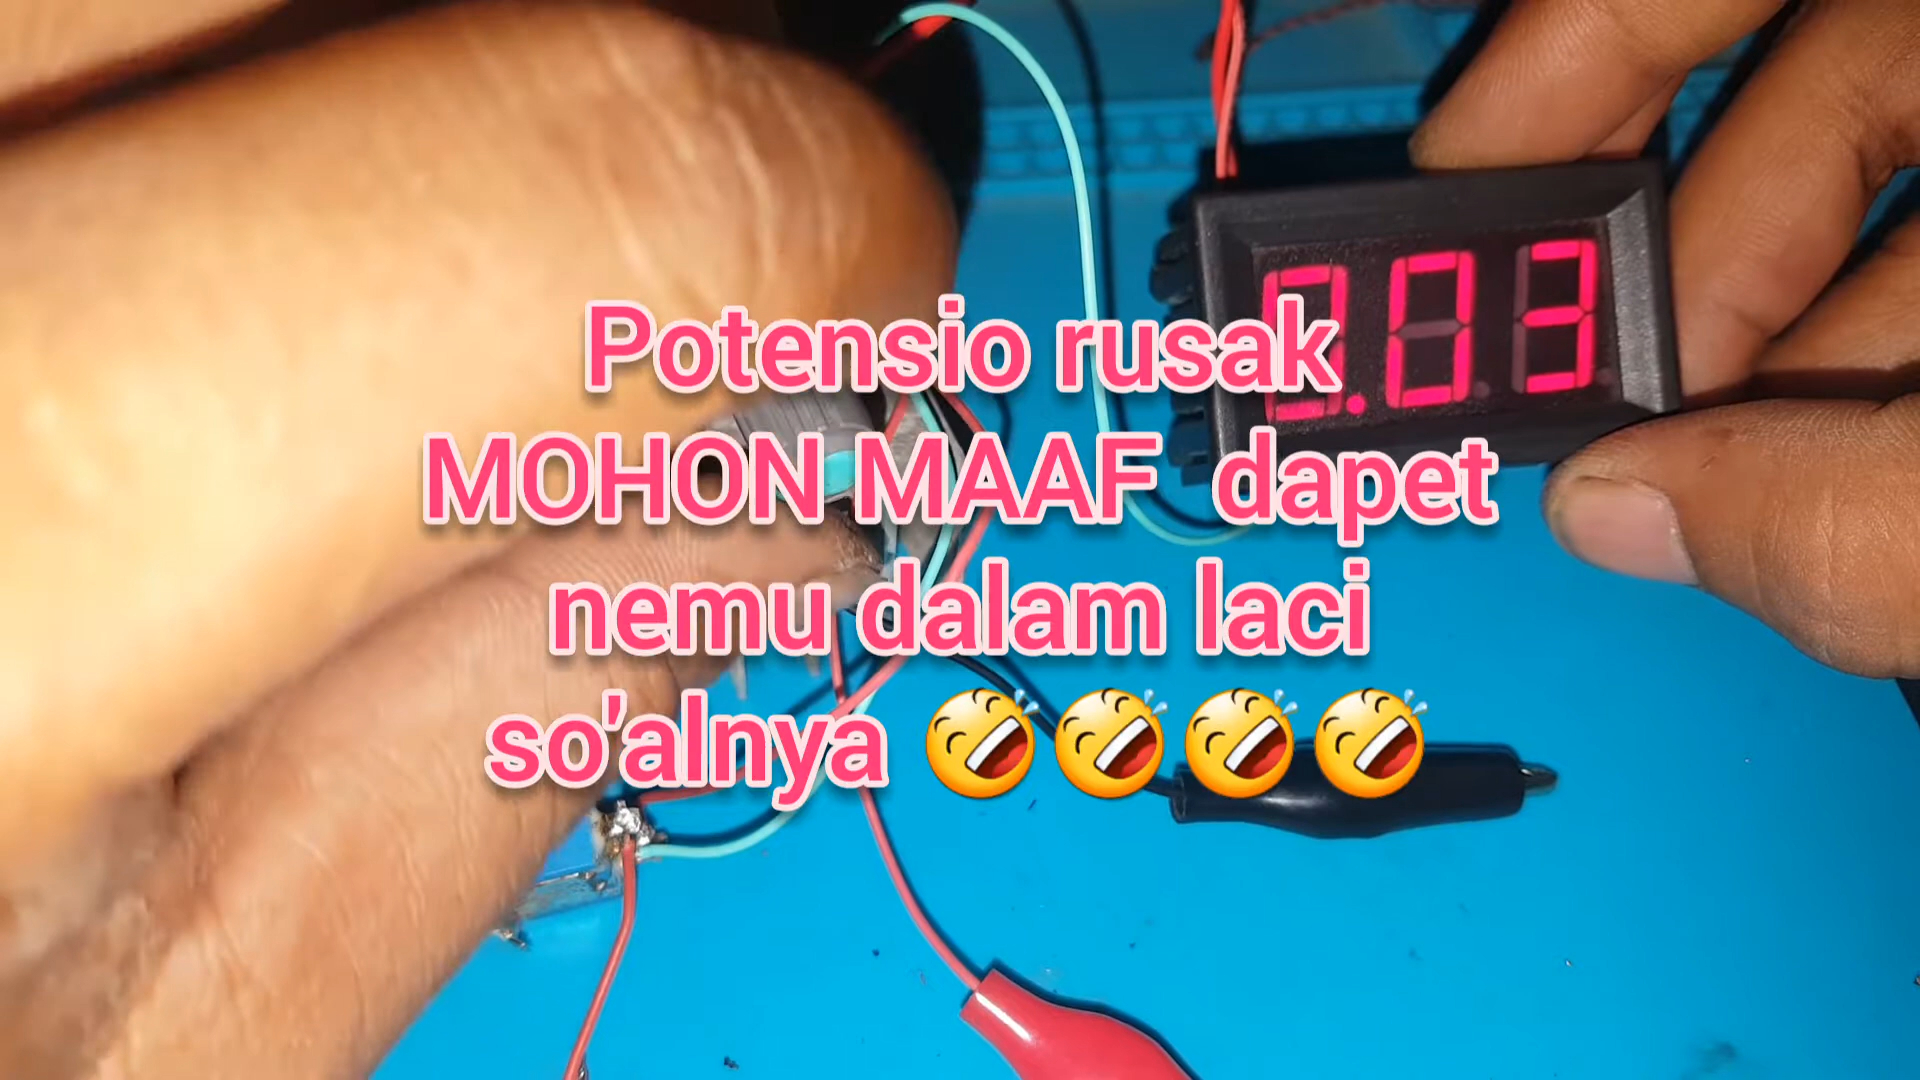 Potensio rusak
MOHON MAAF dapet
nemu dalam laci
so'alnya 🤣🤣🤣🤣